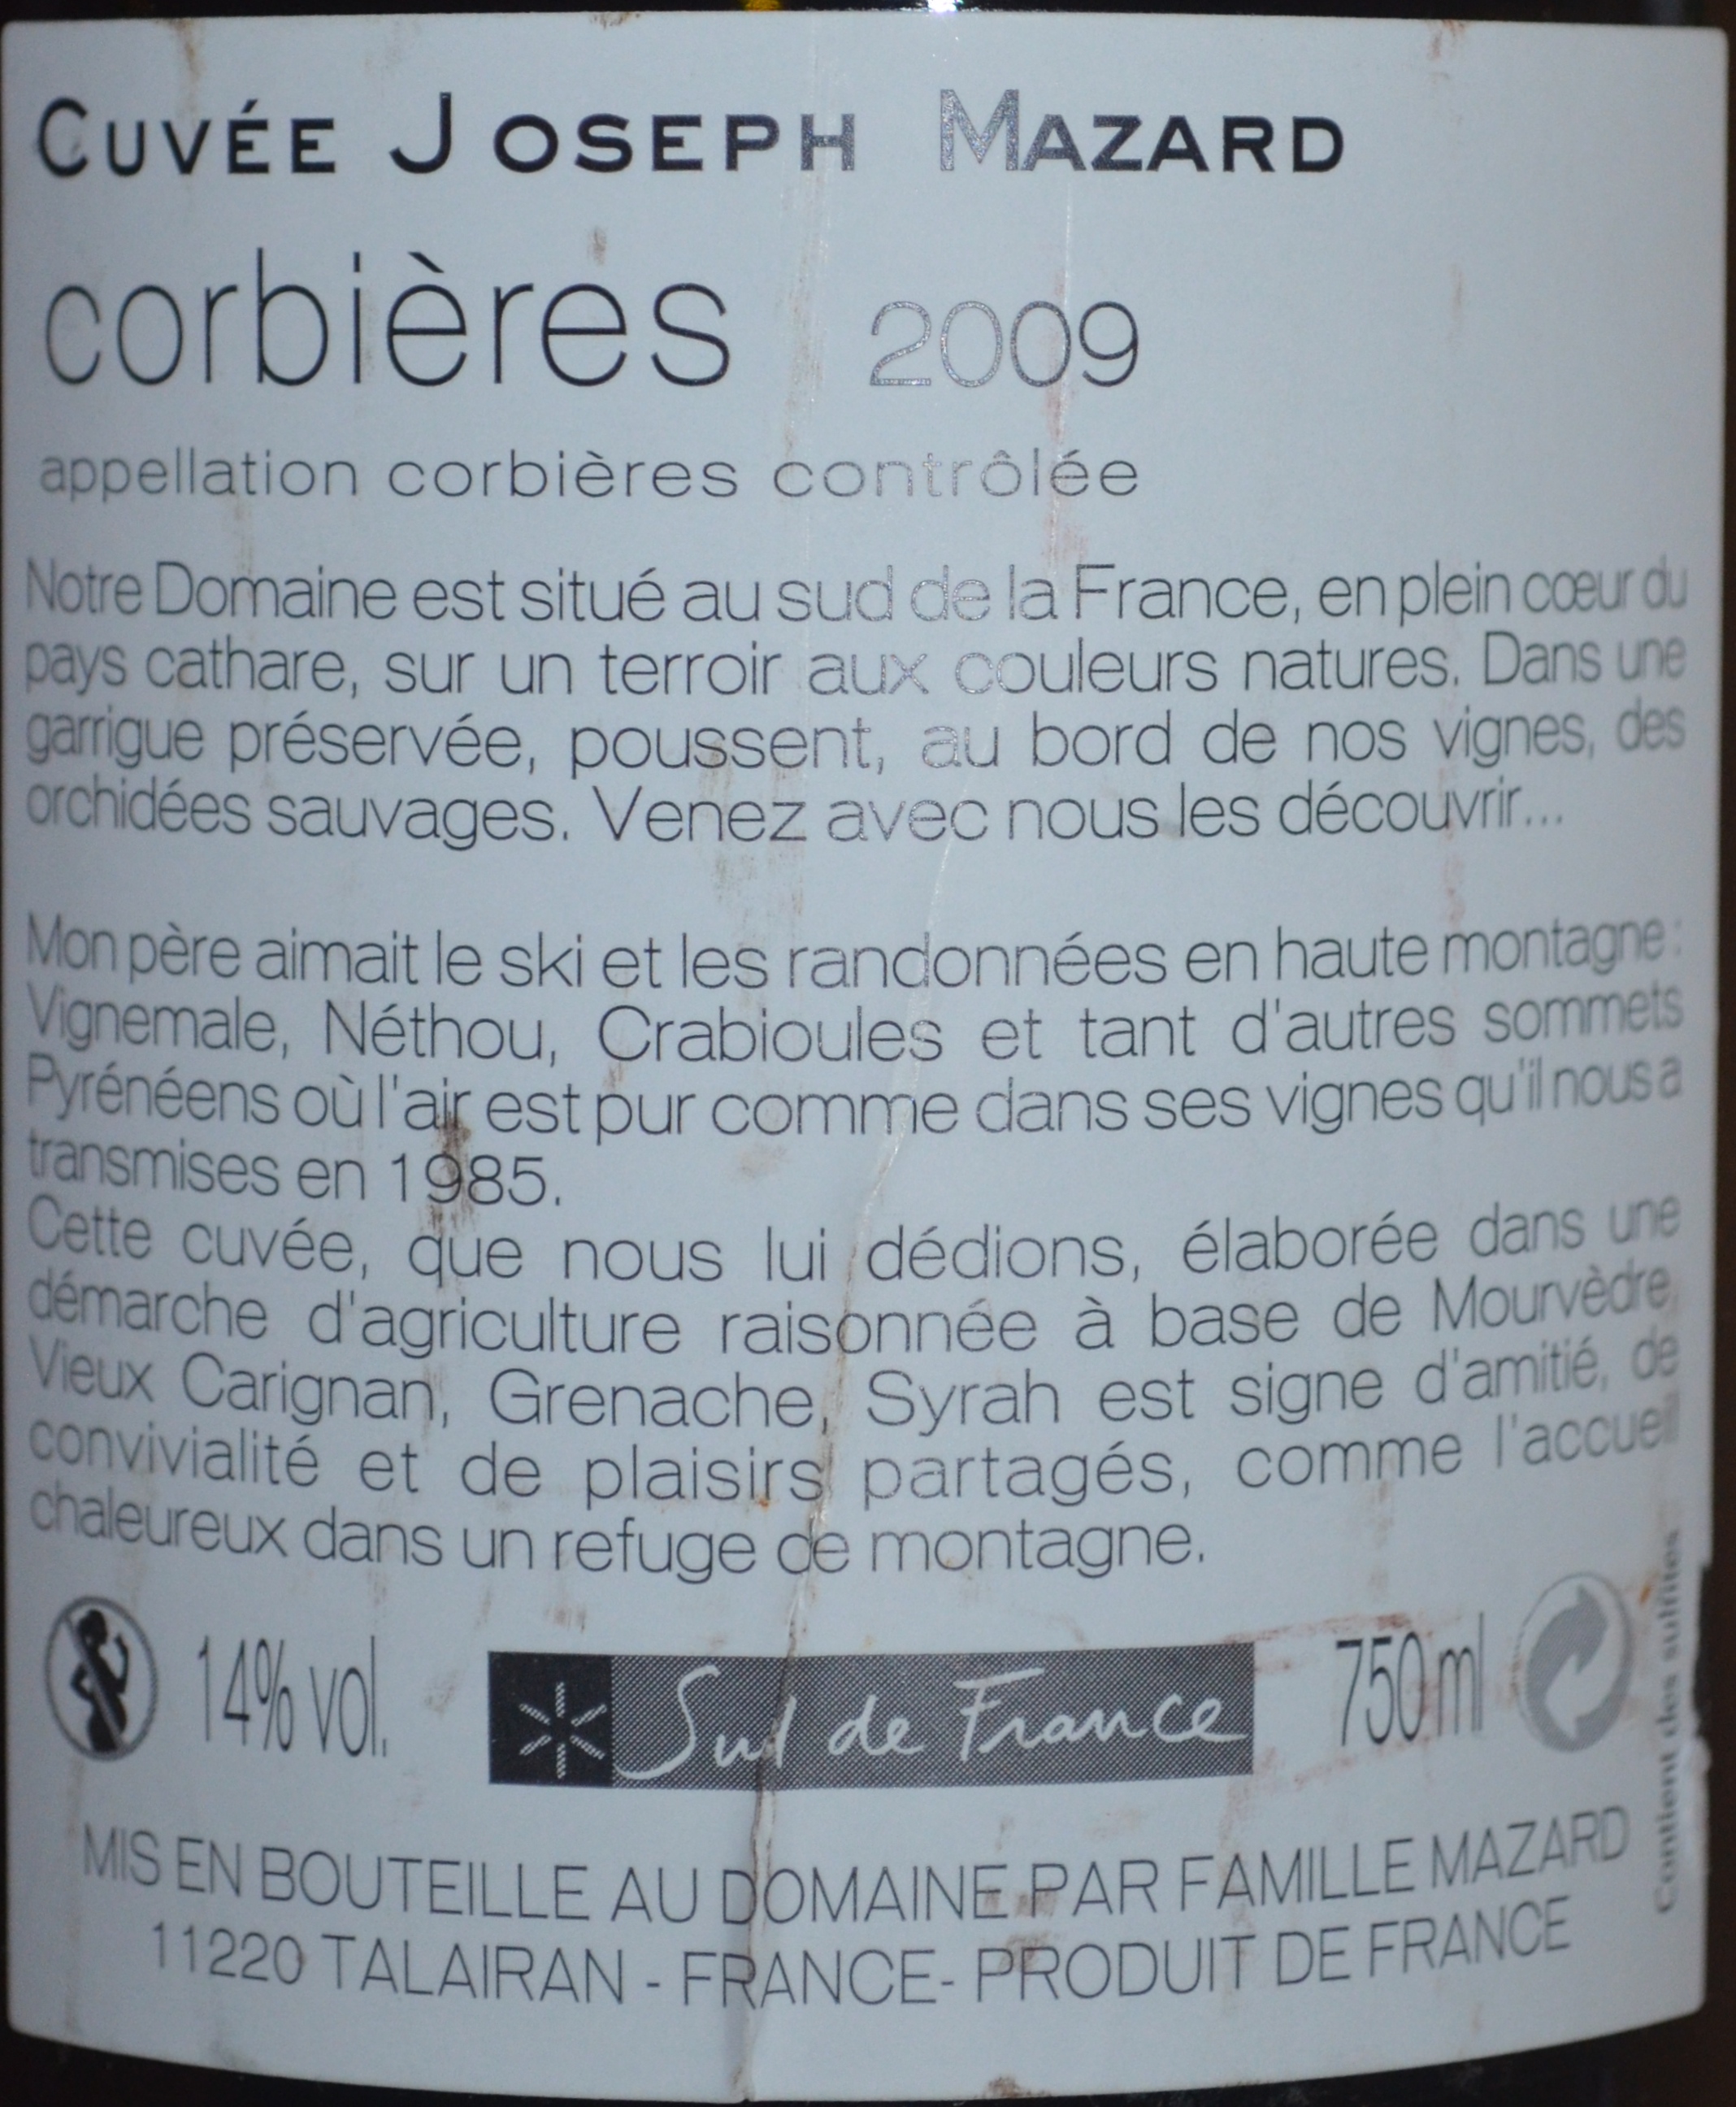 CUVÉE JOSEPH MAZARD
corbières 2009
appellation corbières contrôlée
Notre Domaine est situé au sud de la France, en plein cœur du
pays cathare, sur un terroir aux couleurs natures. Dans une
garrigue préservée, poussent, au bord de nos vignes, des
orchidées sauvages. Venez avec nous les découvrir...
Mon père aimait le ski et les randonnées en haute montagne :
Vignemale, Néthou, Crabioules et tant d'autres sommets
Pyrénéens où l'air est pur comme dans ses vignes qu'il nous a
transmises en 1985.
Cette cuvée, que nous lui dédions, élaborée dans une
démarche d'agriculture raisonnée à base de Mourvèdre,
Vieux Carignan, Grenache, Syrah est signe d'amitié, de
convivialité et de plaisirs partagés, comme l'accueil
chaleureux dans un refuge de montagne.
14% vol.
Sud de France
750 ml
Contient des sulfites
MIS EN BOUTEILLE AU DOMAINE PAR FAMILLE MAZARD
11220 TALAIRAN - FRANCE- PRODUIT DE FRANCE